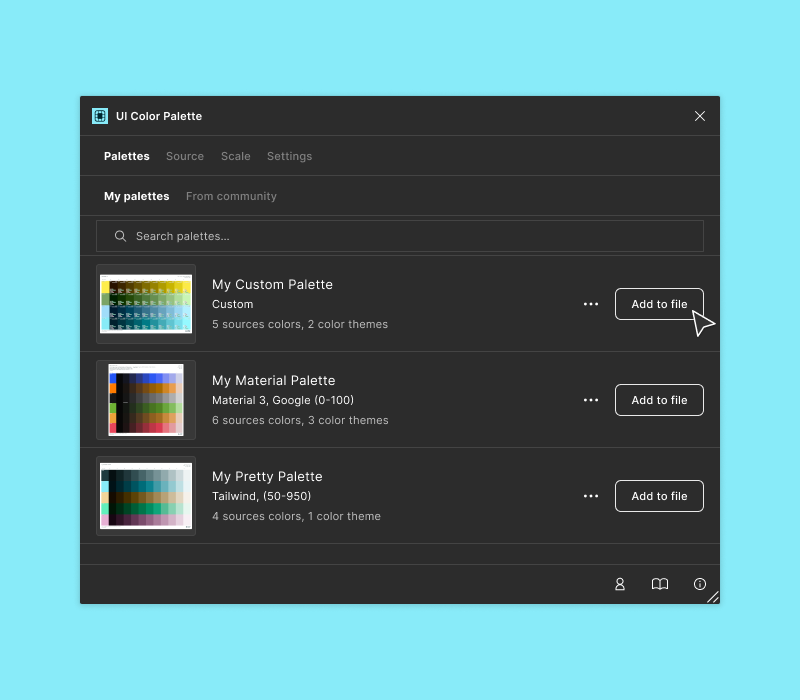 UI Color Palette
Palettes Source Scale Settings
My palettes From community
Search palettes...
My Custom Palette
Custom
5 sources colors, 2 color themes
Add to file
My Material Palette
Material 3, Google (0-100)
6 sources colors, 3 color themes
Add to file
My Pretty Palette
Tailwind, (50-950)
4 sources colors, 1 color theme
Add to file